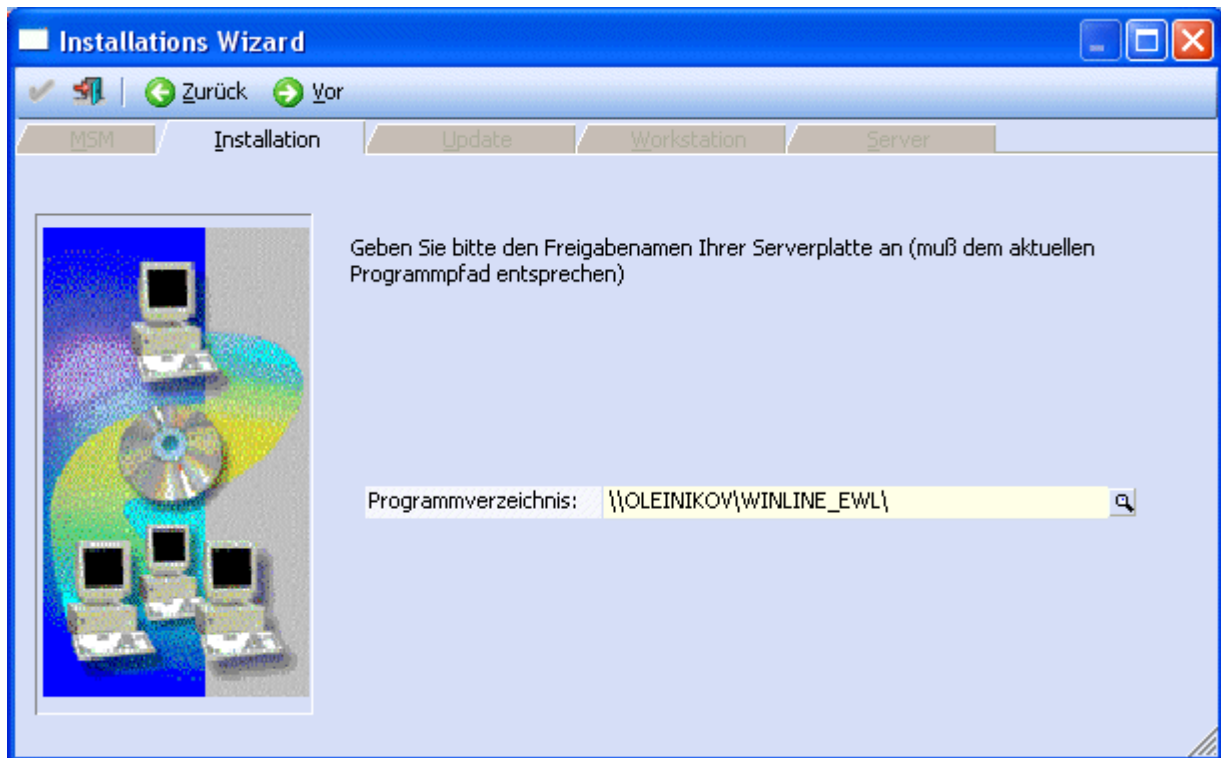 Installations Wizard
Zurück Vor
MSM Installation Update Workstation Server
Geben Sie bitte den Freigabenamen Ihrer Serverplatte an (muß dem aktuellen
Programmpfad entsprechen)
Programmverzeichnis: \\OLEINIKOV\WINLINE_EWL\